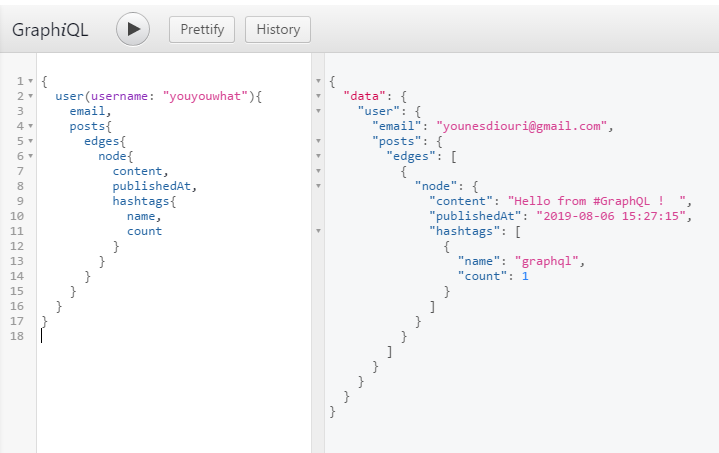 GraphiQL
Prettify
History
1 {
2 user(username: "youyouwhat"){
3 email,
4 posts{
5 edges{
6 node{
7 content,
8 publishedAt,
9 hashtags{
10 name,
11 count
12 }
13 }
14 }
15 }
16 }
17 }
18
{
"data": {
"user": {
"email": "younesdiouri@gmail.com",
"posts": {
"edges": [
{
"node": {
"content": "Hello from #GraphQL !  ",
"publishedAt": "2019-08-06 15:27:15",
"hashtags": [
{
"name": "graphql",
"count": 1
}
]
}
}
]
}
}
}
}